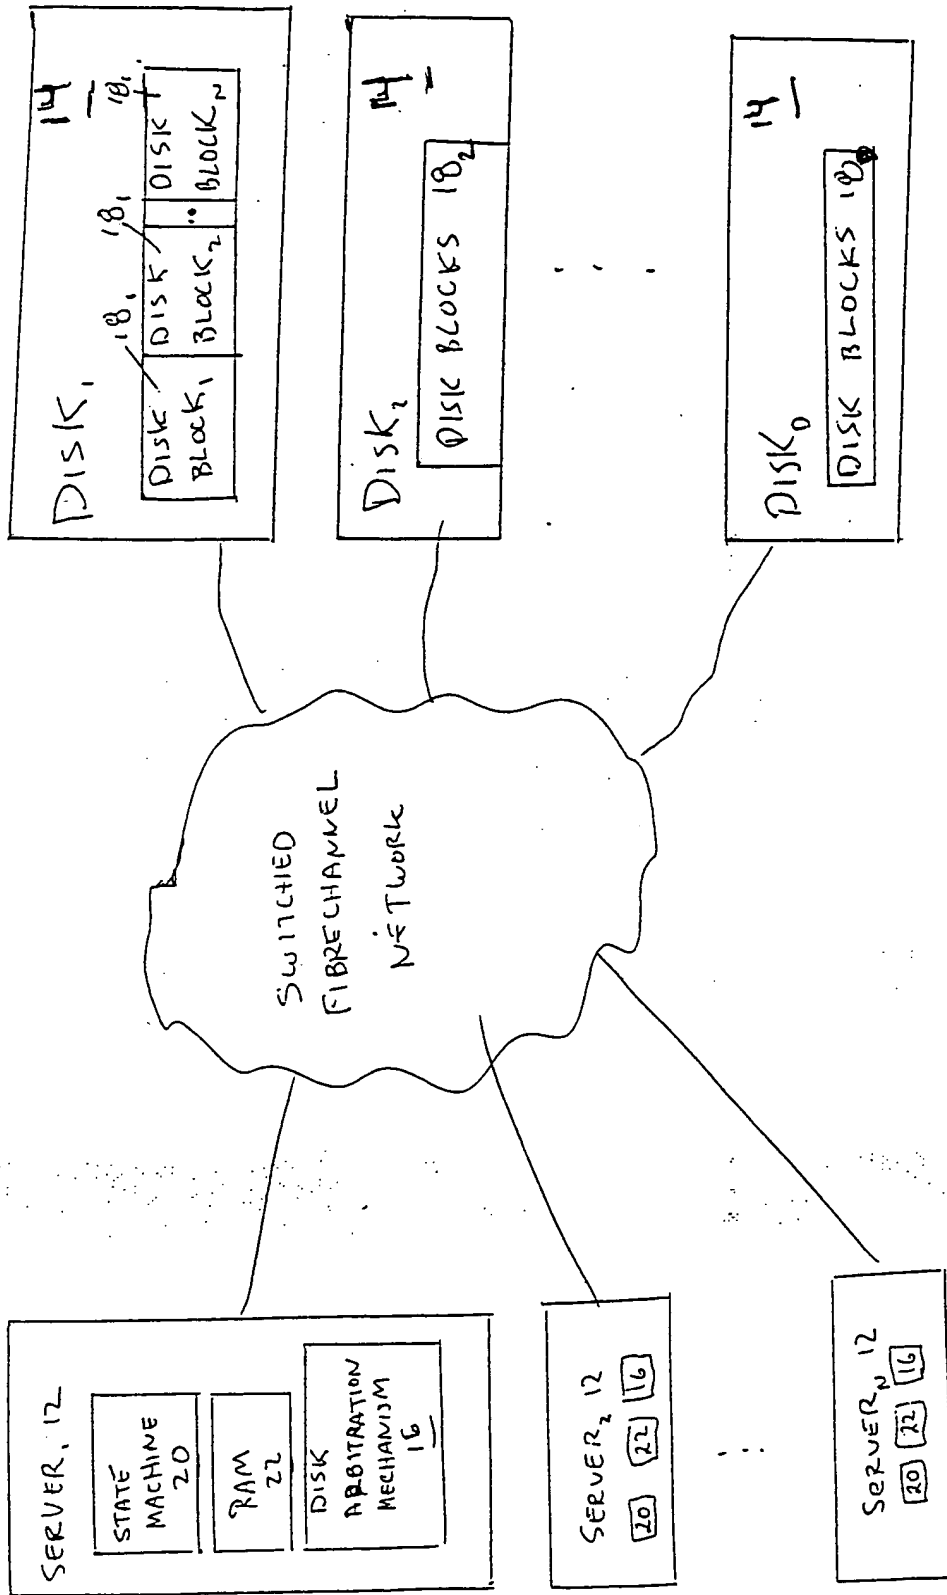 SERVER₁ 12
STATE
MACHINE
20
RAM
22
DISK
ARBITRATION
MECHANISM
16
SERVER₂ 12
20 22 16
SERVER_N 12
20 22 16
SWITCHED
FIBRECHANNEL
NETWORK
DISK₁ 14
18₁ 18₁ 18₁
DISK
BLOCK₁
DISK
BLOCK₂
DISK
BLOCK_N
DISK₂ 14
DISK BLOCKS 18₂
DISK_D 14
DISK BLOCKS 18